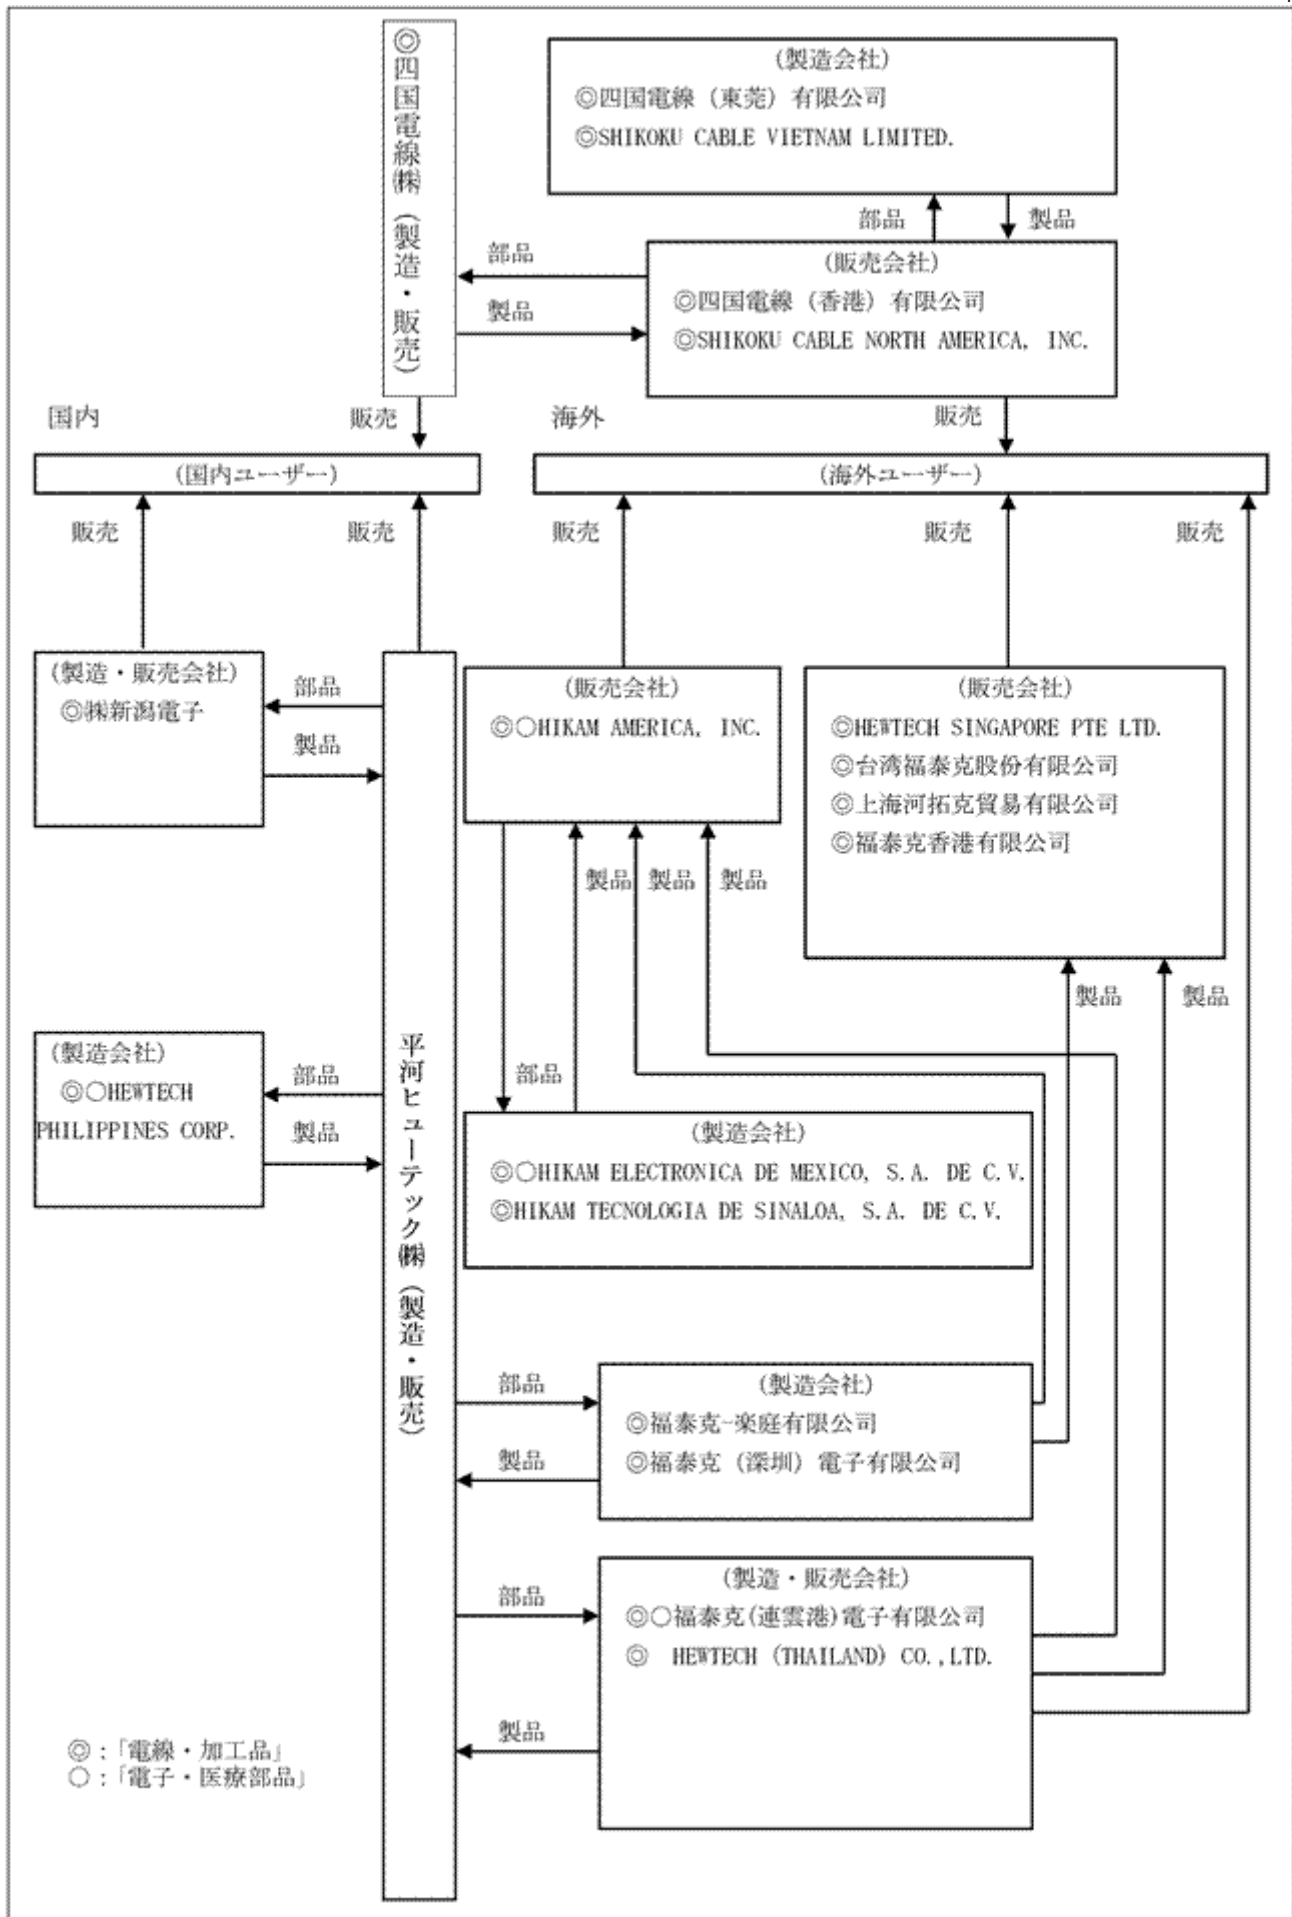 ◎四国電線㈱（製造・販売）
(製造会社)
◎四国電線（東莞）有限公司
◎SHIKOKU CABLE VIETNAM LIMITED.
部品
製品
部品
製品
(販売会社)
◎四国電線（香港）有限公司
◎SHIKOKU CABLE NORTH AMERICA, INC.
国内
販売
海外
販売
(国内ユーザー)
(海外ユーザー)
販売
販売
販売
販売
販売
(製造・販売会社)
◎㈱新潟電子
部品
製品
(販売会社)
◎○HIKAM AMERICA, INC.
(販売会社)
◎HEWTECH SINGAPORE PTE LTD.
◎台湾福泰克股份有限公司
◎上海河拓克貿易有限公司
◎福泰克香港有限公司
製品
製品
製品
製品
製品
平河ヒューテック㈱（製造・販売）
(製造会社)
◎○HEWTECH
PHILIPPINES CORP.
部品
製品
部品
(製造会社)
◎○HIKAM ELECTRONICA DE MEXICO, S.A. DE C.V.
◎HIKAM TECNOLOGIA DE SINALOA, S.A. DE C.V.
部品
製品
(製造会社)
◎福泰克-楽庭有限公司
◎福泰克（深圳）電子有限公司
部品
製品
(製造・販売会社)
◎○福泰克(連雲港)電子有限公司
◎ HEWTECH (THAILAND) CO.,LTD.
◎：「電線・加工品」
○：「電子・医療部品」